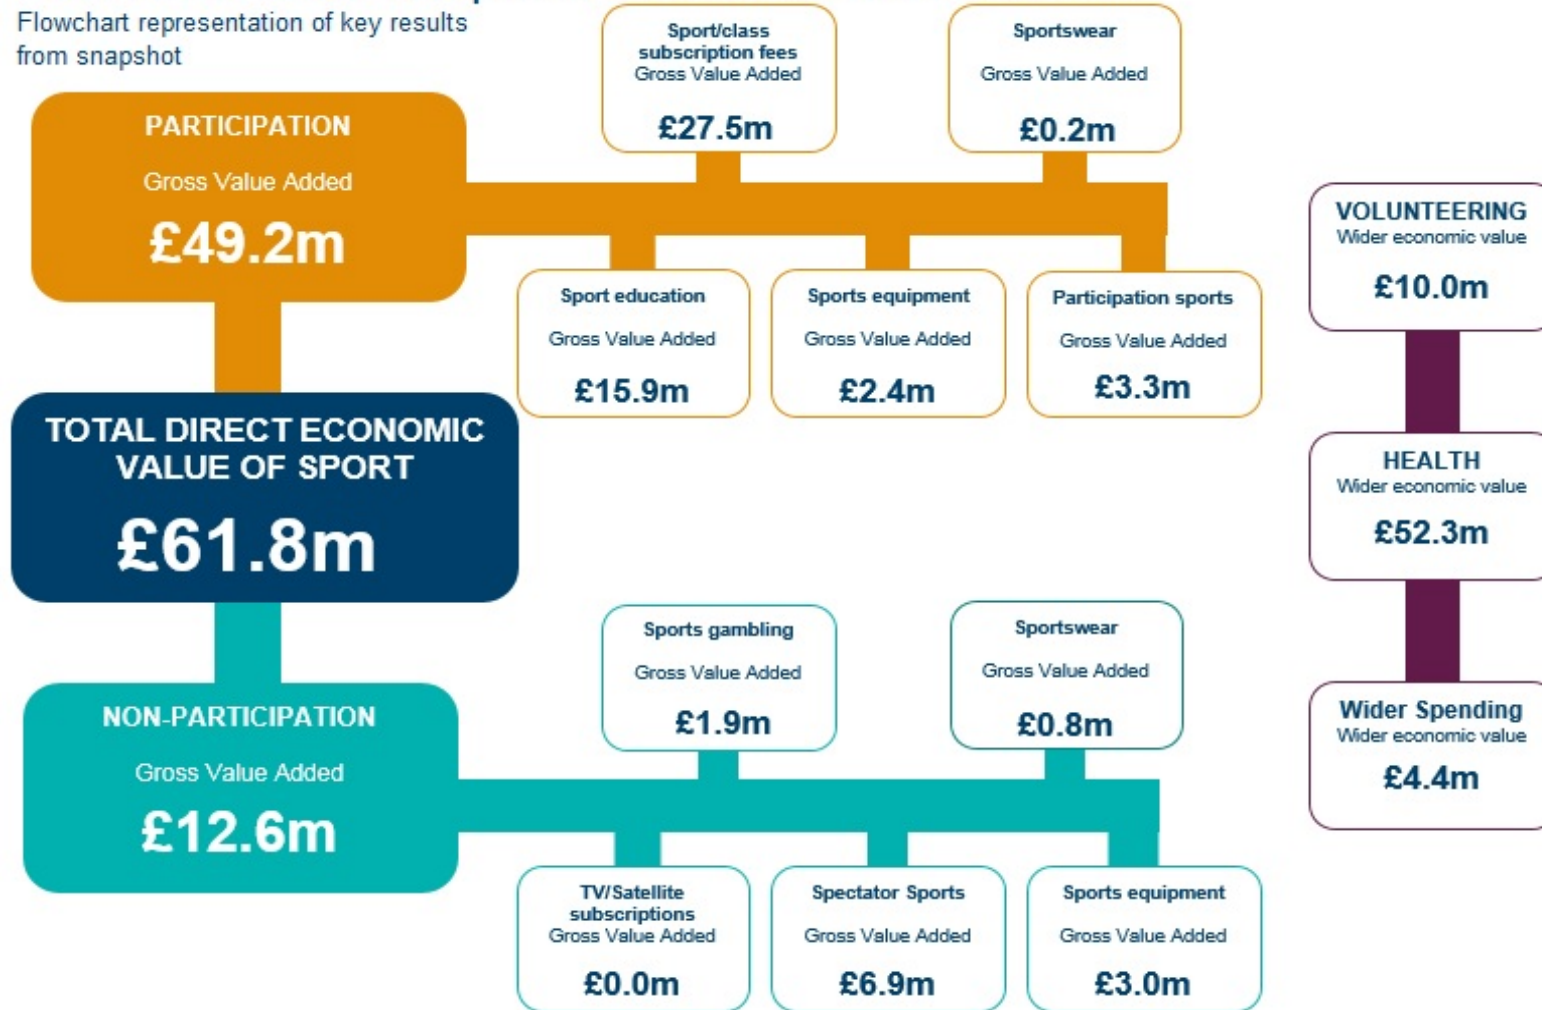 Flowchart representation of key results
from snapshot
PARTICIPATION
Gross Value Added
£49.2m
Sport/class
subscription fees
Gross Value Added
£27.5m
Sportswear
Gross Value Added
£0.2m
Sport education
Gross Value Added
£15.9m
Sports equipment
Gross Value Added
£2.4m
Participation sports
Gross Value Added
£3.3m
TOTAL DIRECT ECONOMIC
VALUE OF SPORT
£61.8m
NON-PARTICIPATION
Gross Value Added
£12.6m
Sports gambling
Gross Value Added
£1.9m
Sportswear
Gross Value Added
£0.8m
TV/Satellite
subscriptions
Gross Value Added
£0.0m
Spectator Sports
Gross Value Added
£6.9m
Sports equipment
Gross Value Added
£3.0m
VOLUNTEERING
Wider economic value
£10.0m
HEALTH
Wider economic value
£52.3m
Wider Spending
Wider economic value
£4.4m